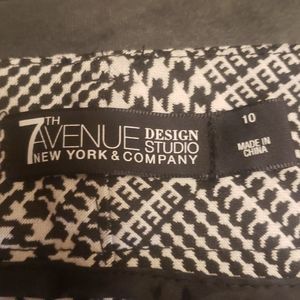 7TH
AVENUE DESIGN
STUDIO
NEW YORK & COMPANY
10
MADE IN
CHINA